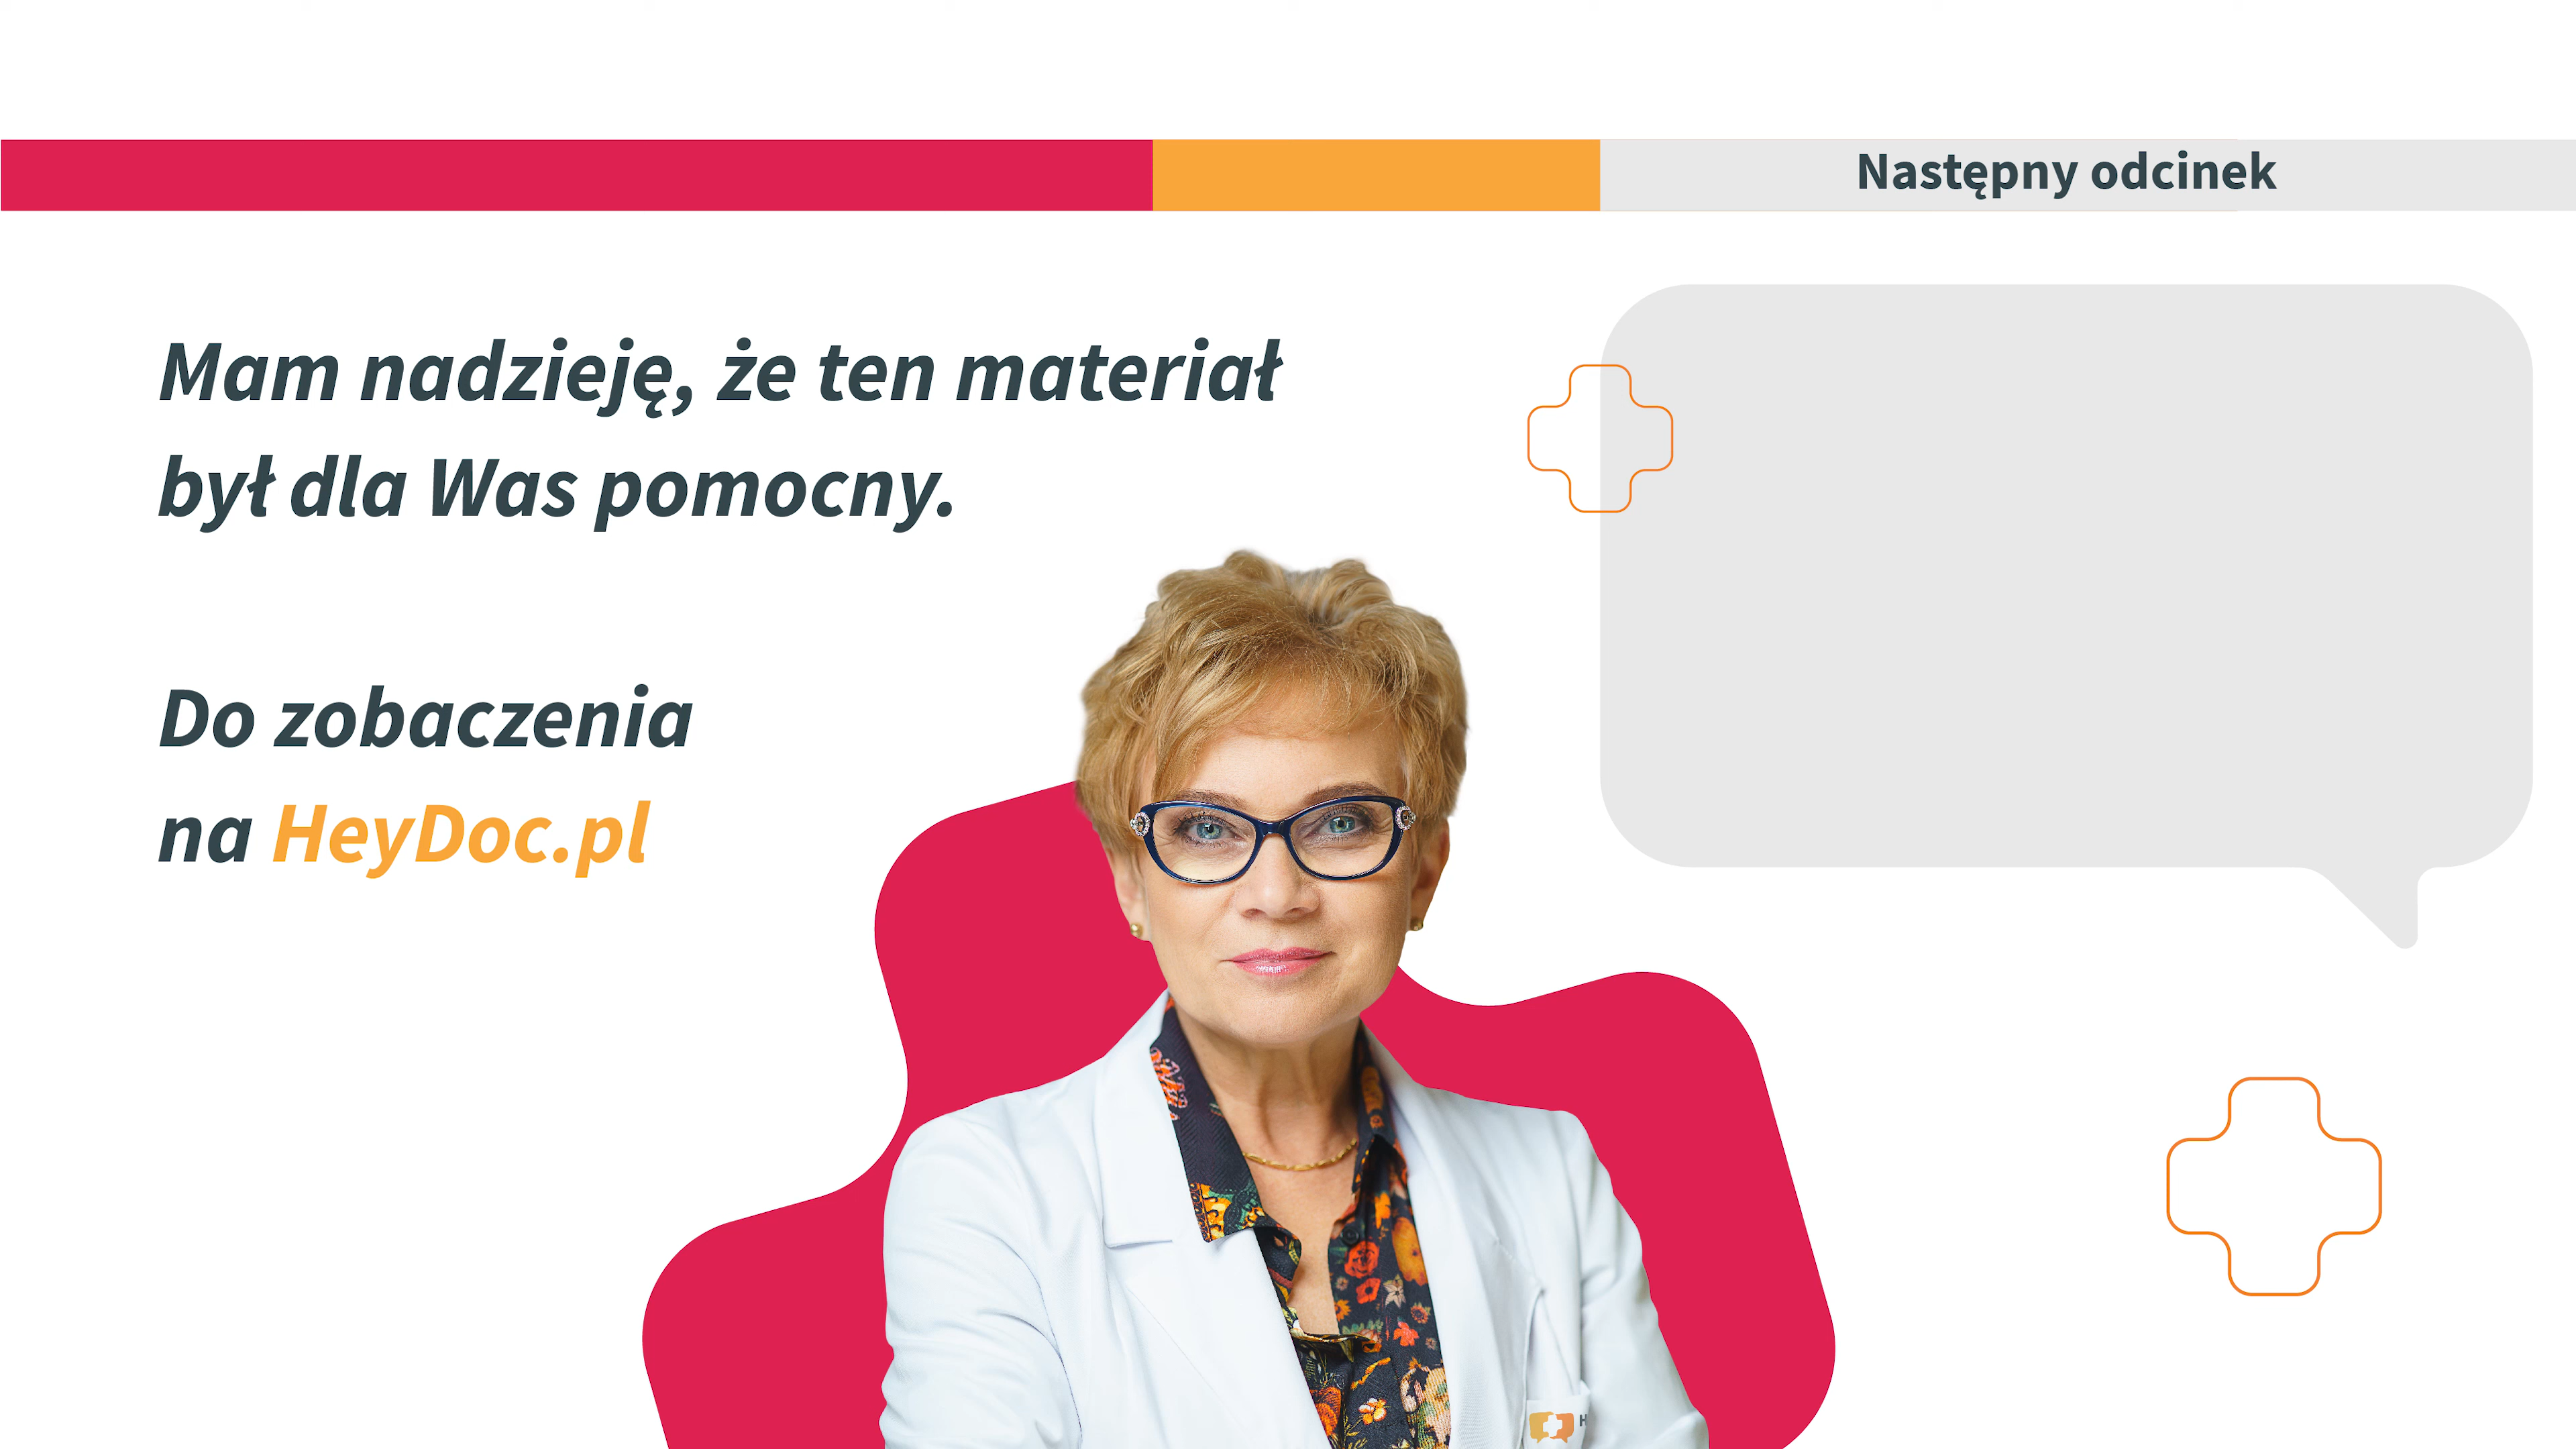 Następny odcinek
Mam nadzieję, że ten materiał
był dla Was pomocny.
Do zobaczenia
na HeyDoc.pl
H